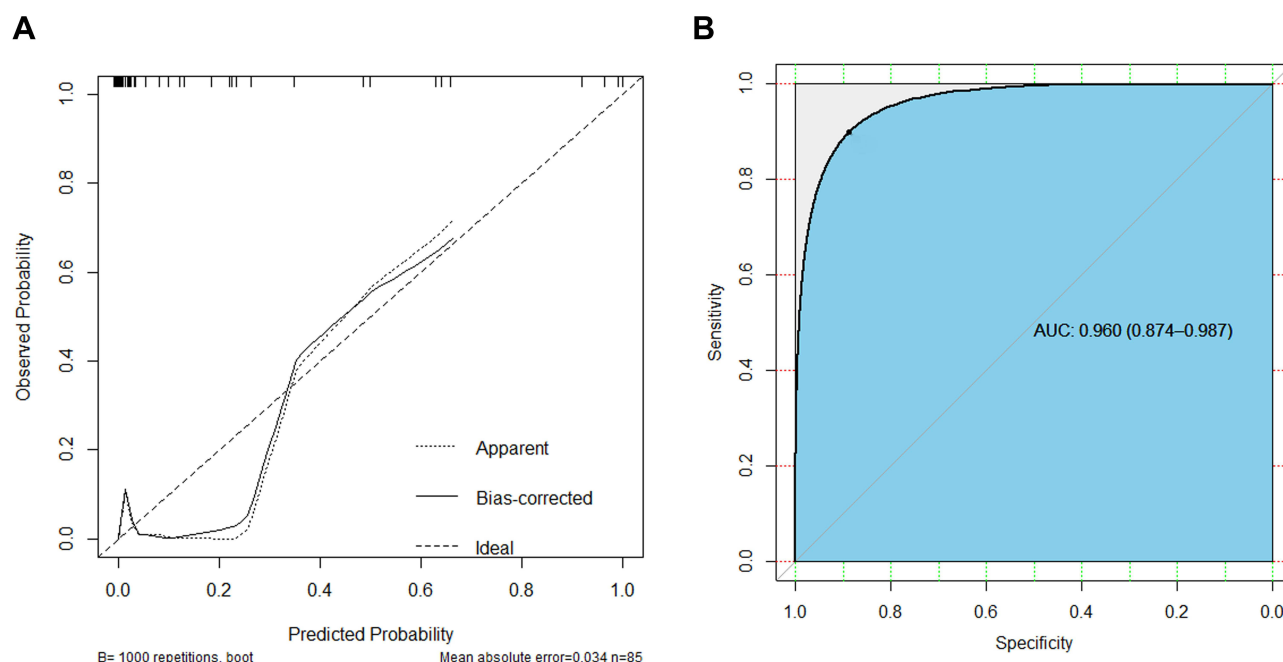 A
1.0
0.8
0.6
0.4
0.2
0.0
Observed Probability
Apparent
Bias-corrected
Ideal
0.0 0.2 0.4 0.6 0.8 1.0
Predicted Probability
B= 1000 repetitions, boot
Mean absolute error=0.034 n=85
B
1.0
0.8
0.6
0.4
0.2
0.0
Sensitivity
AUC: 0.960 (0.874–0.987)
1.0 0.8 0.6 0.4 0.2 0.0
Specificity